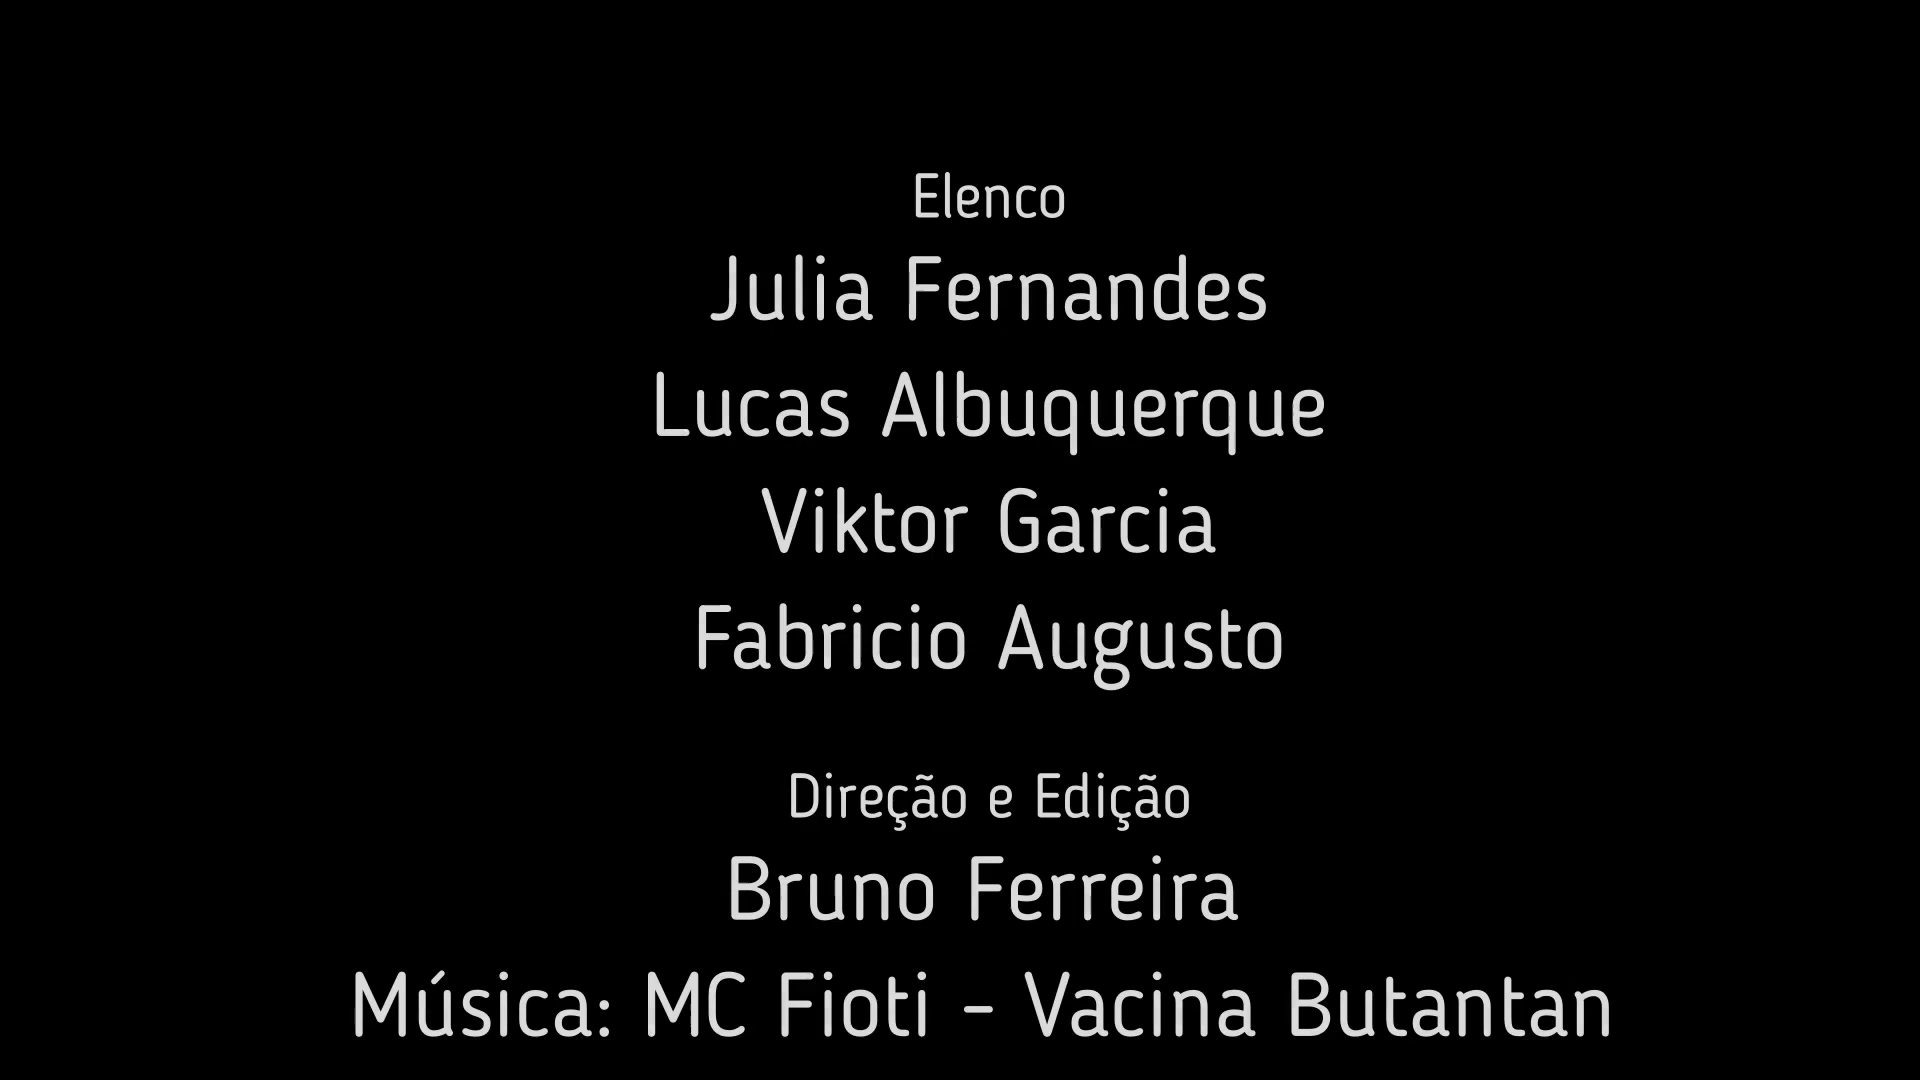 Elenco
Julia Fernandes
Lucas Albuquerque
Viktor Garcia
Fabricio Augusto
Direção e Edição
Bruno Ferreira
Música: MC Fioti - Vacina Butantan